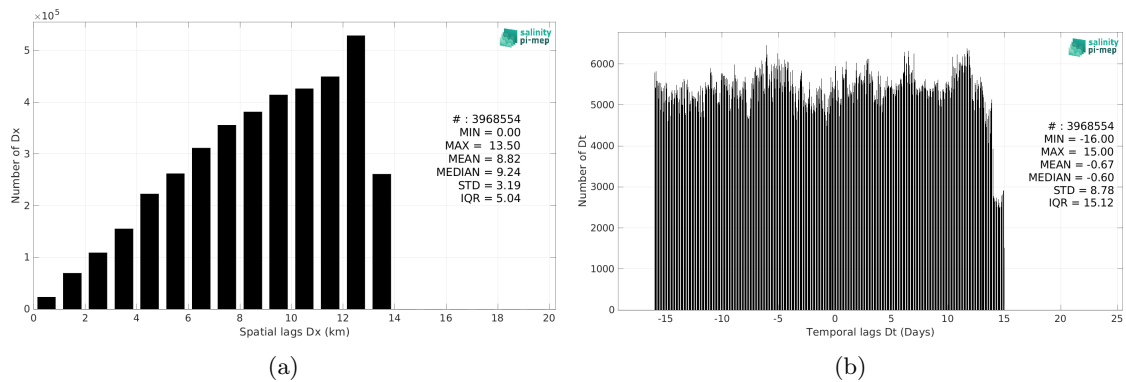 ×10⁵
5
4
3
2
1
0
Number of Dx
0 2 4 6 8 10 12 14 16 18 20
Spatial lags Dx (km)
salinity
pi-mep
# : 3968554
MIN = 0.00
MAX = 13.50
MEAN = 8.82
MEDIAN = 9.24
STD = 3.19
IQR = 5.04
(a)
6000
5000
4000
3000
2000
1000
0
Number of Dt
-15 -10 -5 0 5 10 15 20 25
Temporal lags Dt (Days)
salinity
pi-mep
# : 3968554
MIN = -16.00
MAX = 15.00
MEAN = -0.67
MEDIAN = -0.60
STD = 8.78
IQR = 15.12
(b)